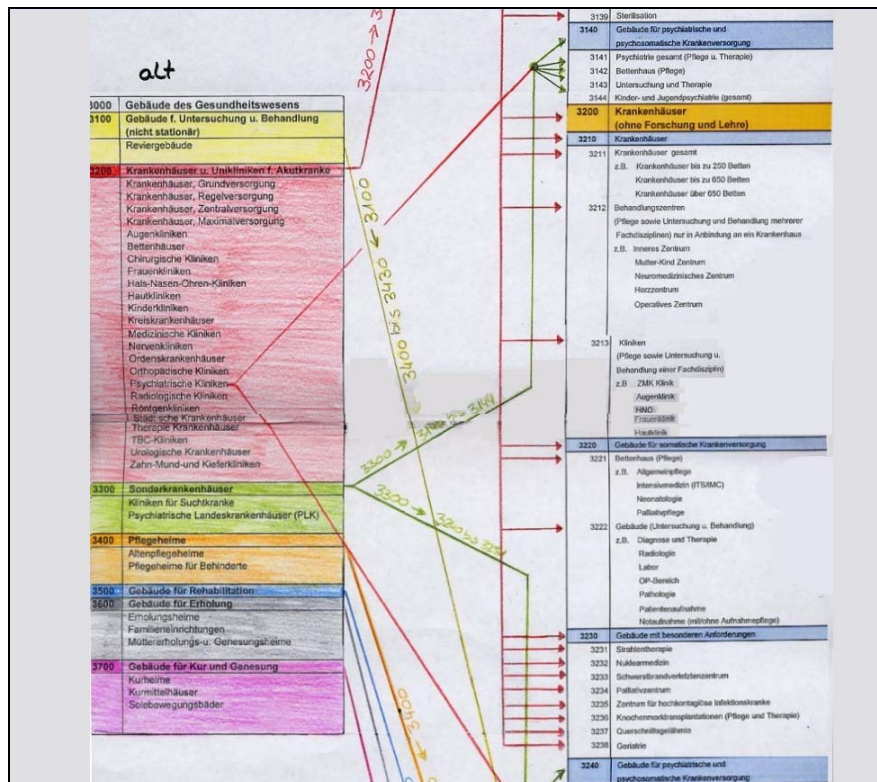 alt
3000 Gebäude des Gesundheitswesens
3100 Gebäude f. Untersuchung u. Behandlung
(nicht stationär)
Reviergebäude
3200 Krankenhäuser u. Unikliniken f. Akutkranke
Krankenhäuser, Grundversorgung
Krankenhäuser, Regelversorgung
Krankenhäuser, Zentralversorgung
Krankenhäuser, Maximalversorgung
Augenkliniken
Bettenhäuser
Chirurgische Kliniken
Frauenkliniken
Hals-Nasen-Ohren-Kliniken
Hautkliniken
Kinderkliniken
Kreiskrankenhäuser
Medizinische Kliniken
Nervenkliniken
Ordenskrankenhäuser
Orthopädische Kliniken
Psychiatrische Kliniken
Radiologische Kliniken
Röntgenkliniken
Städtische Krankenhäuser
Therapie Krankenhäuser
TBC-Kliniken
Urologische Krankenhäuser
Zahn-Mund-und Kieferkliniken
3300 Sonderkrankenhäuser
Kliniken für Suchtkranke
Psychiatrische Landeskrankenhäuser (PLK)
3400 Pflegeheime
Altenpflegeheime
Pflegeheime für Behinderte
3500 Gebäude für Rehabilitation
3600 Gebäude für Erholung
Erholungsheime
Familieneinrichtungen
Müttererholungs-u. Genesungsheime
3700 Gebäude für Kur und Genesung
Kurheime
Kurmittelhäuser
Solebewegungsbäder
3200 →
3400 bis 3430 ← 3100
3300 →
3300 →
3400 →
3139 Sterilisation
3140 Gebäude für psychiatrische und
psychosomatische Krankenversorgung
3141 Psychiatrie gesamt (Pflege u. Therapie)
3142 Bettenhaus (Pflege)
3143 Untersuchung und Therapie
3144 Kinder- und Jugendpsychiatrie (gesamt)
3200 Krankenhäuser
(ohne Forschung und Lehre)
3210 Krankenhäuser
3211 Krankenhäuser gesamt
z.B. Krankenhäuser bis zu 250 Betten
Krankenhäuser bis zu 650 Betten
Krankenhäuser über 650 Betten
3212 Behandlungszentren
(Pflege sowie Untersuchung und Behandlung mehrerer
Fachdisziplinen) nur in Anbindung an ein Krankenhaus
z.B. Inneres Zentrum
Mutter-Kind Zentrum
Neuromedizinisches Zentrum
Herzzentrum
Operatives Zentrum
3213 Kliniken
(Pflege sowie Untersuchung u.
Behandlung einer Fachdisziplin)
z.B ZMK Klinik
Augenklinik
HNO
Frauenklinik
Hautklinik
3220 Gebäude für somatische Krankenversorgung
3221 Bettenhaus (Pflege)
z.B. Allgemeinpflege
Intensivmedizin (ITS/IMC)
Neonatologie
Palliativpflege
3222 Gebäude (Untersuchung u. Behandlung)
z.B. Diagnose und Therapie
Radiologie
Labor
OP-Bereich
Pathologie
Patientenaufnahme
Notaufnahme (mit/ohne Aufnahmepflege)
3230 Gebäude mit besonderen Anforderungen
3231 Strahlentherapie
3232 Nuklearmedizin
3233 Schwerstbrandverletztenzentrum
3234 Palliativzentrum
3235 Zentrum für hochkontagiöse Infektionskranke
3236 Knochenmarktransplantationen (Pflege und Therapie)
3237 Querschnittsgelähmte
3238 Geriatrie
3240 Gebäude für psychiatrische und
psychosomatische Krankenversorgung